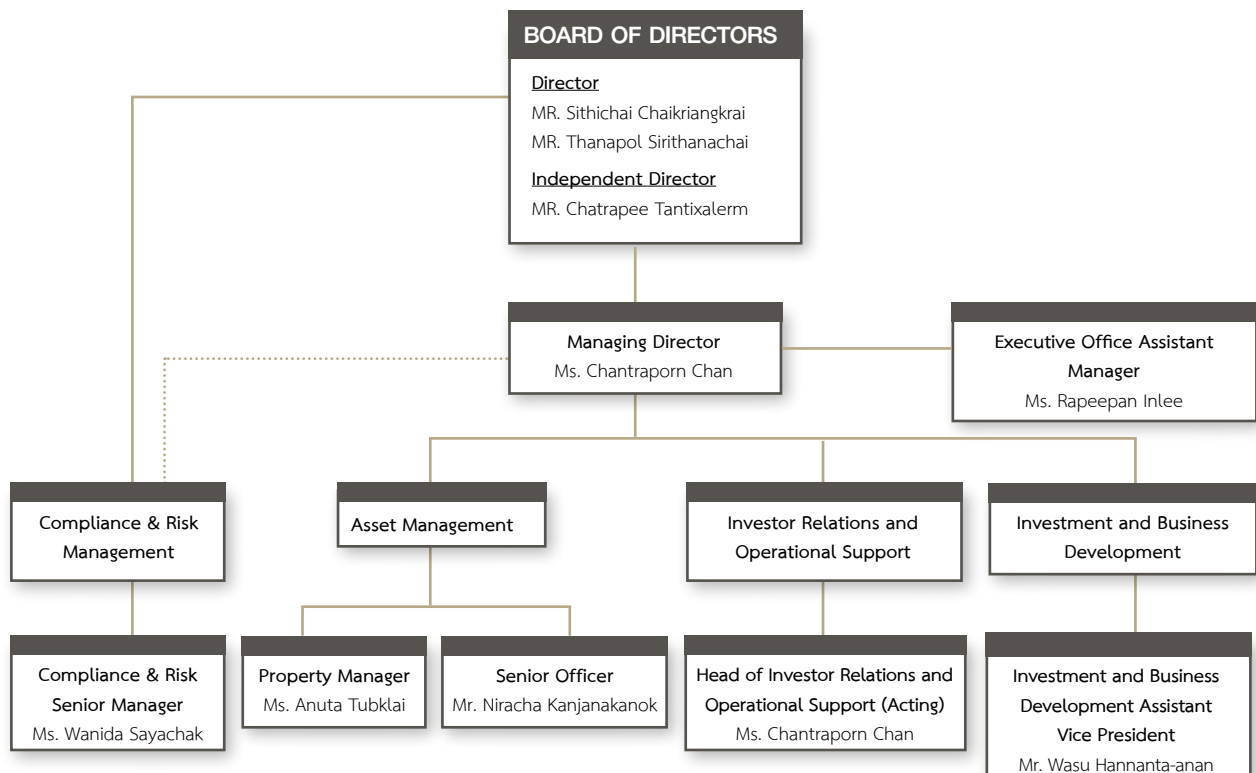 BOARD OF DIRECTORS
Director
MR. Sithichai Chaikriangkrai
MR. Thanapol Sirithanachai
Independent Director
MR. Chatrapee Tantixalerm
Managing Director
Ms. Chantraporn Chan
Executive Office Assistant
Manager
Ms. Rapeepan Inlee
Compliance & Risk
Management
Asset Management
Investor Relations and
Operational Support
Investment and Business
Development
Compliance & Risk
Senior Manager
Ms. Wanida Sayachak
Property Manager
Ms. Anuta Tubklai
Senior Officer
Mr. Niracha Kanjanakanok
Head of Investor Relations and
Operational Support (Acting)
Ms. Chantraporn Chan
Investment and Business
Development Assistant
Vice President
Mr. Wasu Hannanta-anan